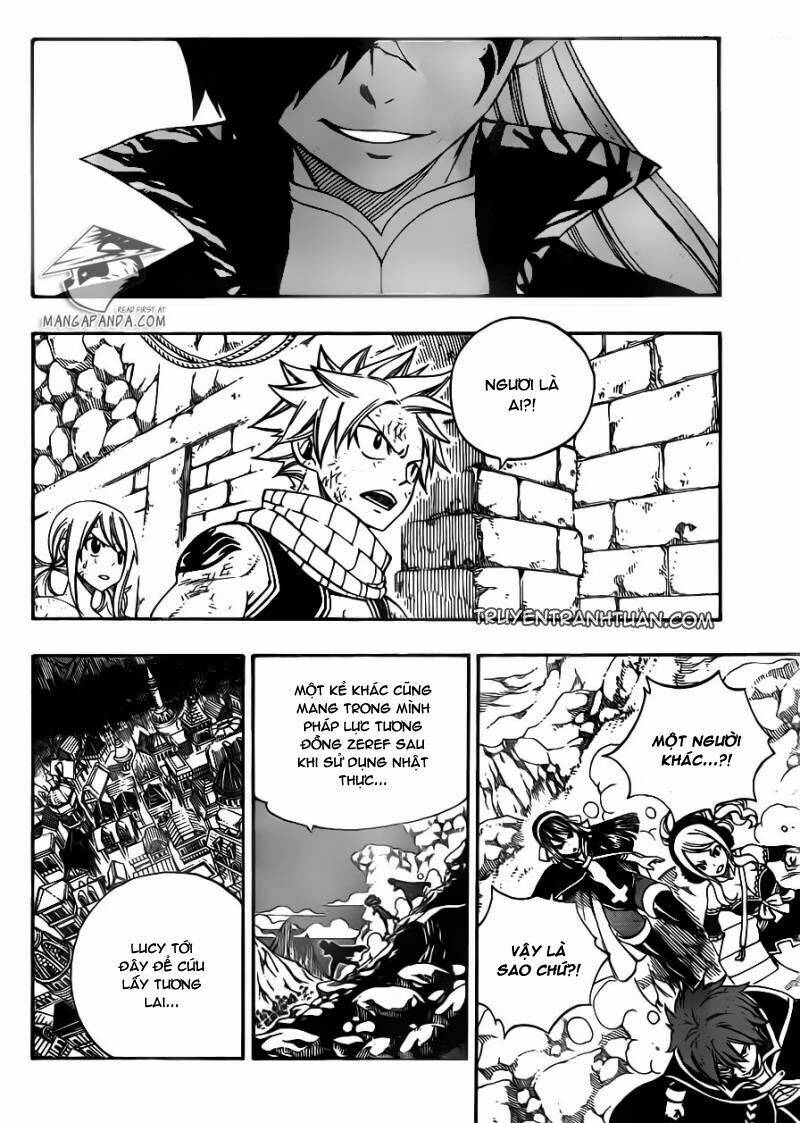 READ FIRST AT
MANGAPANDA.COM
NGƯƠI LÀ
AI?!
TRUYENTRANHTUAN.COM
LUCY TỚI
ĐÂY ĐỂ CỨU
LẤY TƯƠNG
LAI...
MỘT KẺ KHÁC CŨNG
MANG TRONG MÌNH
PHÁP LỰC TƯƠNG
ĐỒNG ZEREF SAU
KHI SỬ DỤNG NHẬT
THỰC...
MỘT NGƯỜI
KHÁC...?!
VẬY LÀ
SAO CHỨ?!